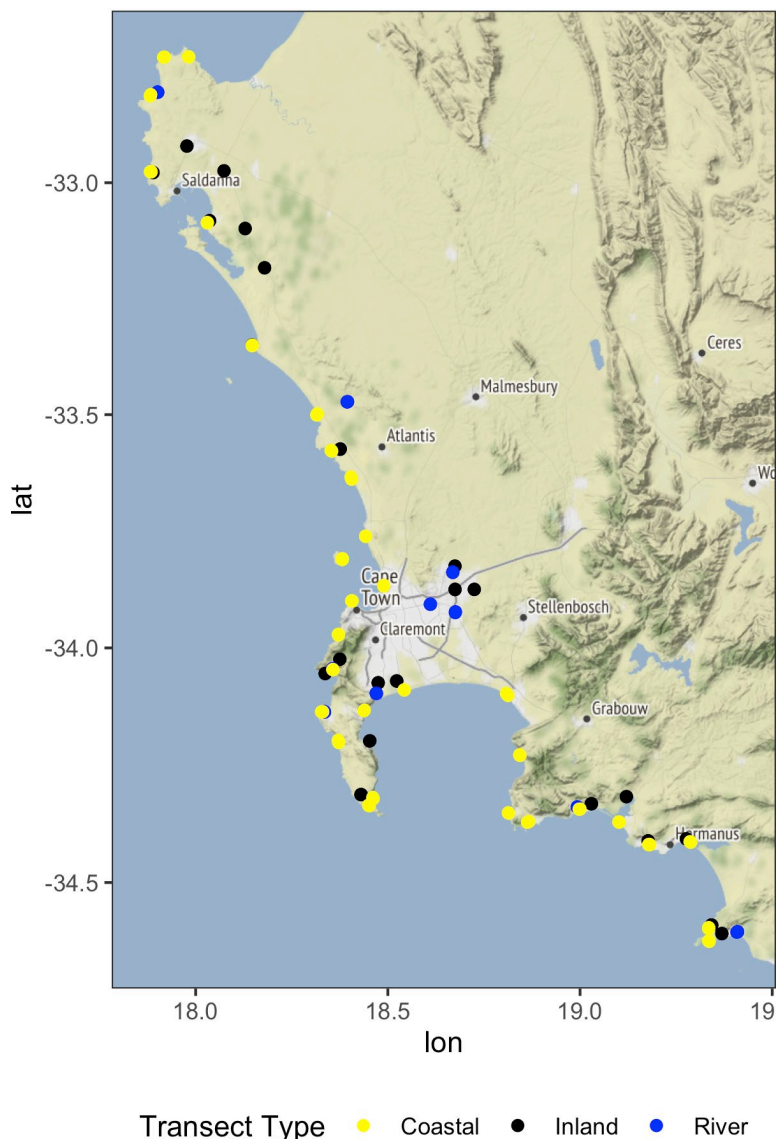 Saldanha
-33.0
Ceres
Malmesbury
-33.5
Atlantis
Wo
lat
Cape
Town
Stellenbosch
Claremont
-34.0
Grabouw
Hermanus
-34.5
18.0 18.5 19.0 19
lon
Transect Type Coastal Inland River